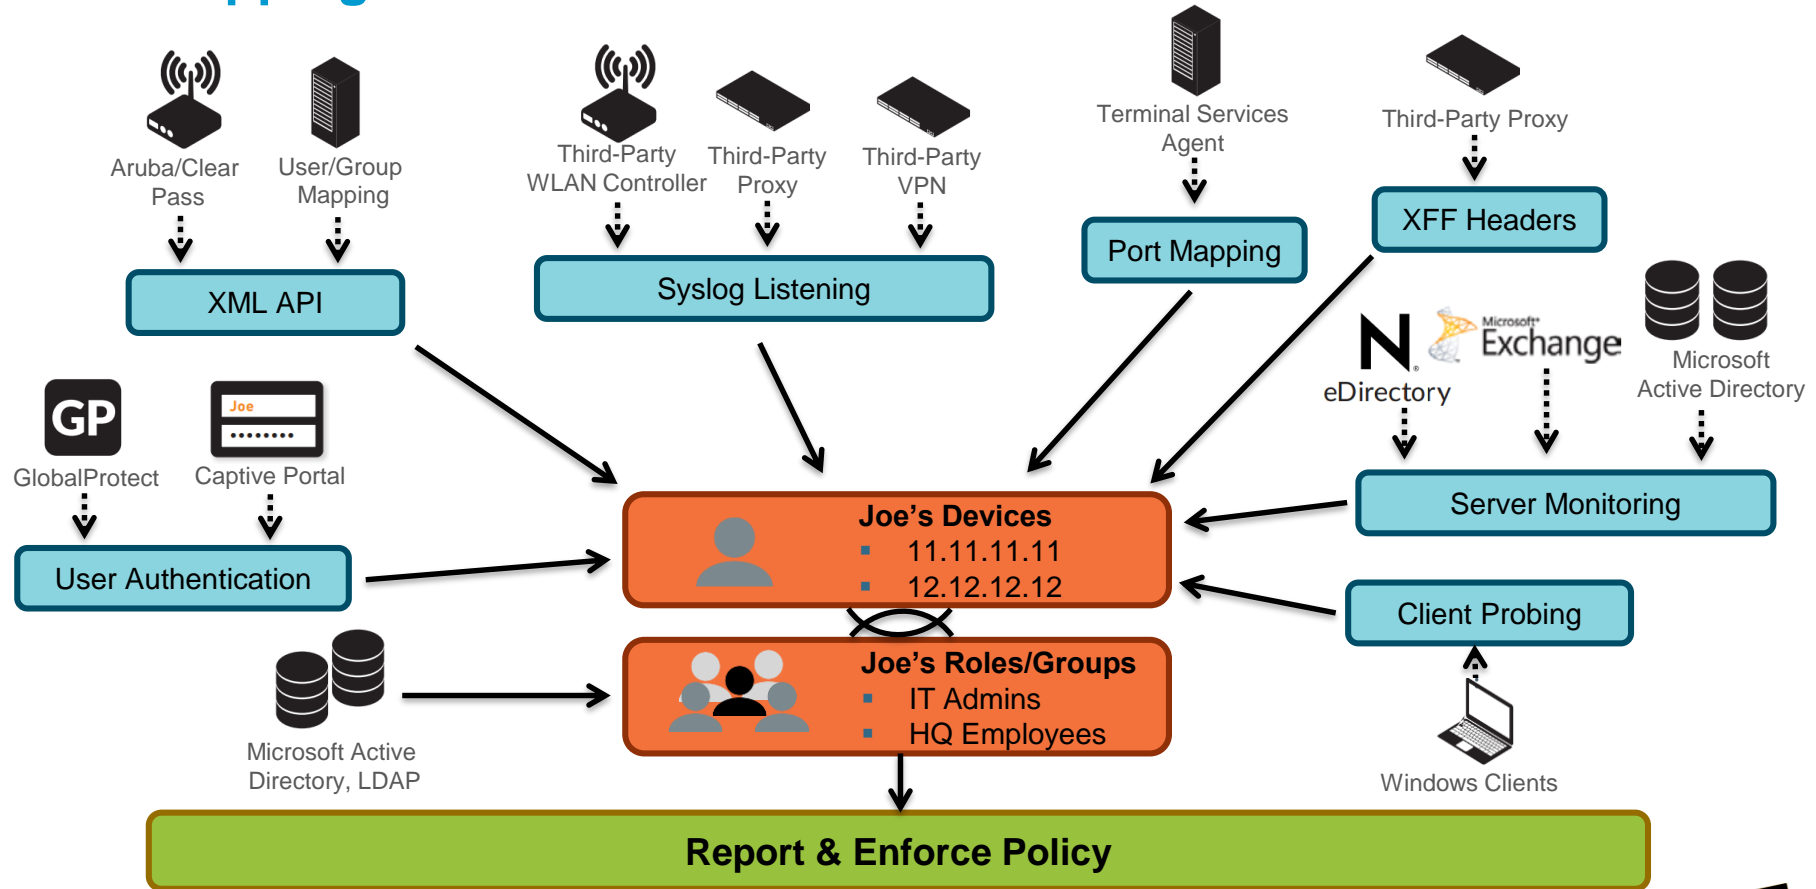 Aruba/Clear
Pass
User/Group
Mapping
Third-Party
WLAN Controller
Third-Party
Proxy
Third-Party
VPN
Terminal Services
Agent
Third-Party Proxy
XML API
Syslog Listening
Port Mapping
XFF Headers
GP
GlobalProtect
Joe
Captive Portal
N
eDirectory
Microsoft
Exchange
Microsoft
Active Directory
User Authentication
Joe’s Devices
▪ 11.11.11.11
▪ 12.12.12.12
Server Monitoring
Client Probing
Microsoft Active
Directory, LDAP
Joe’s Roles/Groups
▪ IT Admins
▪ HQ Employees
Windows Clients
Report & Enforce Policy